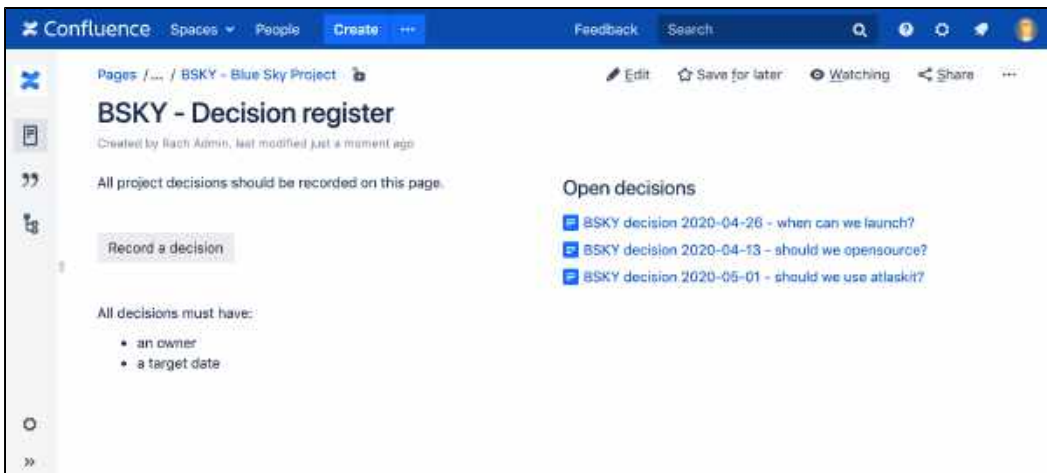 Confluence Spaces People Create ... Feedback Search
Pages /... / BSKY - Blue Sky Project Edit Save for later Watching Share ...
BSKY - Decision register
Created by Rach Admin, last modified just a moment ago
All project decisions should be recorded on this page.
Record a decision
All decisions must have:
• an owner
• a target date
Open decisions
BSKY decision 2020-04-26 - when can we launch?
BSKY decision 2020-04-13 - should we opensource?
BSKY decision 2020-05-01 - should we use atlaskit?